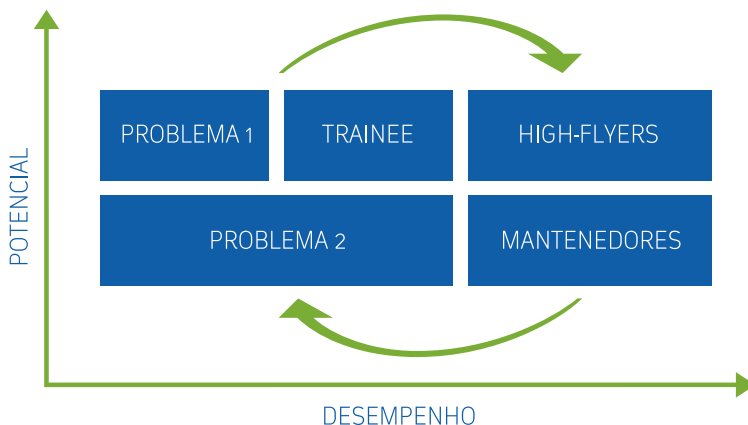 PROBLEMA 1
TRAINEE
HIGH-FLYERS
POTENCIAL
PROBLEMA 2
MANTENEDORES
DESEMPENHO